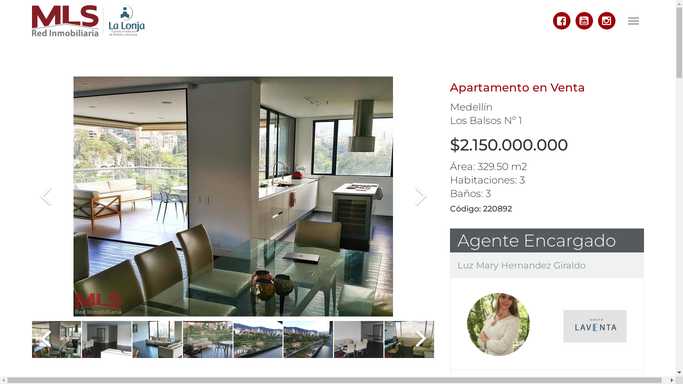 MLS
Red Inmobiliaria
La Lonja
Apartamento en Venta
Medellín
Los Balsos N° 1
$2.150.000.000
Área: 329.50 m2
Habitaciones: 3
Baños: 3
Código: 220892
Agente Encargado
Luz Mary Hernandez Giraldo
LAVENTA
MLS
Red Inmobiliaria